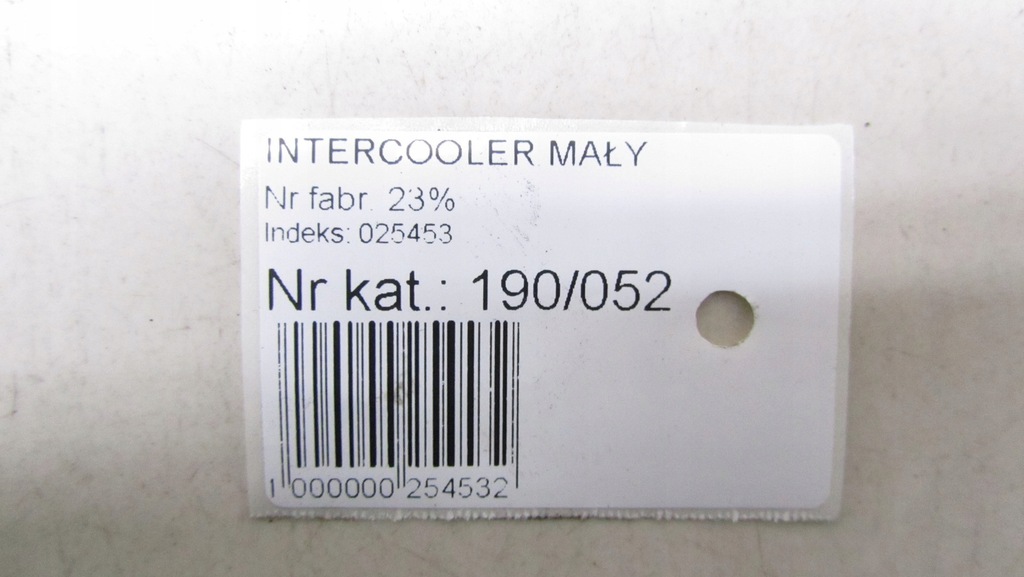 INTERCOOLER MAŁY
Nr fabr. 23%
Indeks: 025453
Nr kat.: 190/052
1 000000 254532